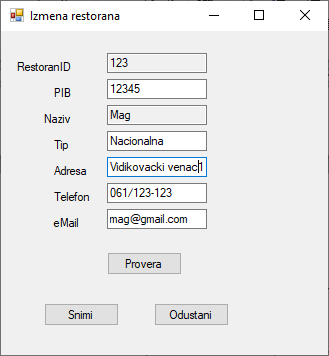 Izmena restorana
RestoranID 123
PIB 12345
Naziv Mag
Tip Nacionalna
Adresa Vidikovacki venac1
Telefon 061/123-123
eMail mag@gmail.com
Provera
Snimi Odustani